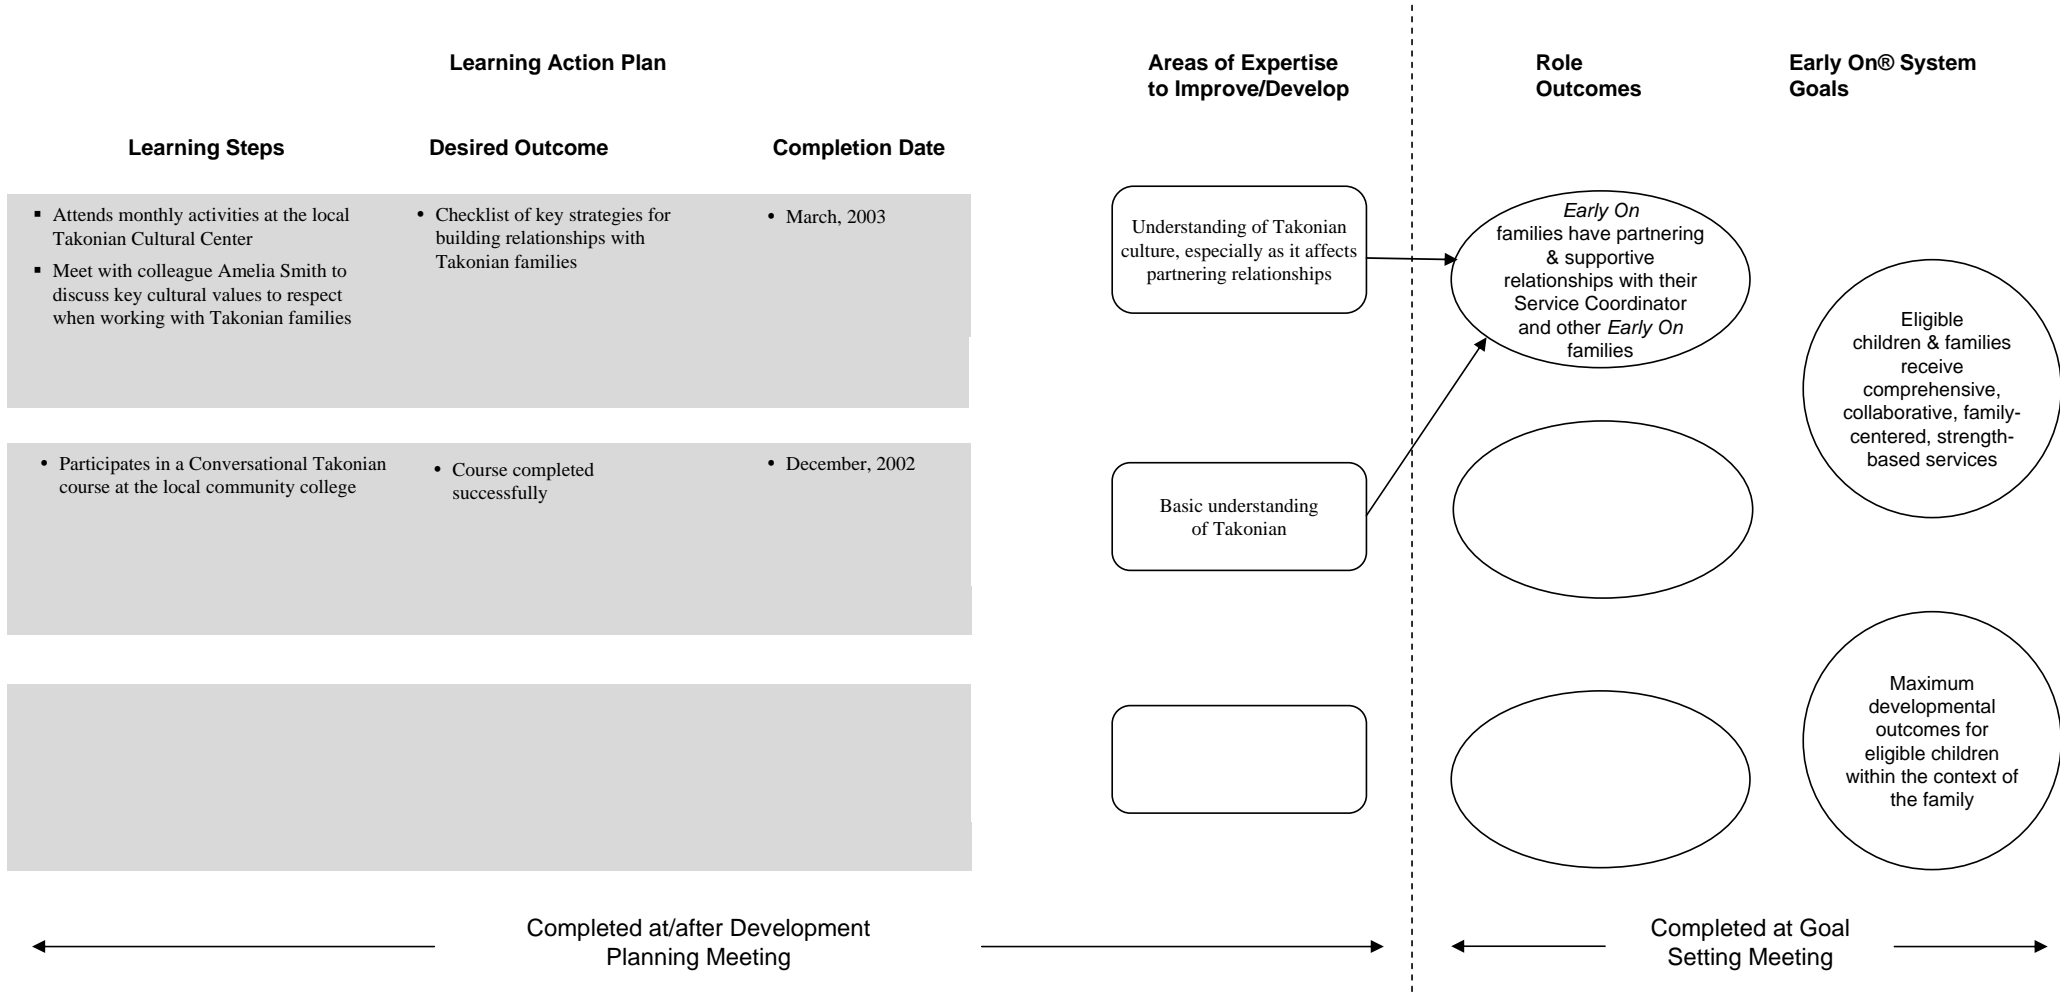 Learning Action Plan
Areas of Expertise
to Improve/Develop
Role
Outcomes
Early On® System
Goals
Learning Steps
Desired Outcome
Completion Date
▪ Attends monthly activities at the local
Takonian Cultural Center
▪ Meet with colleague Amelia Smith to
discuss key cultural values to respect
when working with Takonian families
• Checklist of key strategies for
building relationships with
Takonian families
• March, 2003
Understanding of Takonian
culture, especially as it affects
partnering relationships
Early On
families have partnering
& supportive
relationships with their
Service Coordinator
and other Early On
families
Eligible
children & families
receive
comprehensive,
collaborative, family-
centered, strength-
based services
• Participates in a Conversational Takonian
course at the local community college
• Course completed
successfully
• December, 2002
Basic understanding
of Takonian
Maximum
developmental
outcomes for
eligible children
within the context of
the family
Completed at/after Development
Planning Meeting
Completed at Goal
Setting Meeting